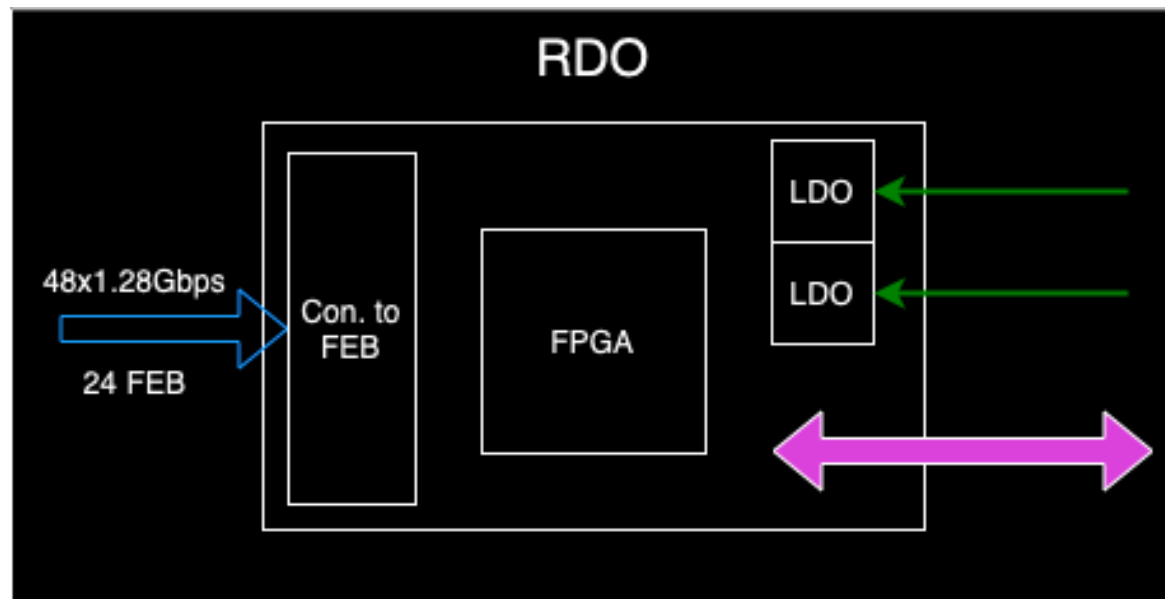 RDO
48x1.28Gbps
24 FEB
Con. to
FEB
FPGA
LDO
LDO